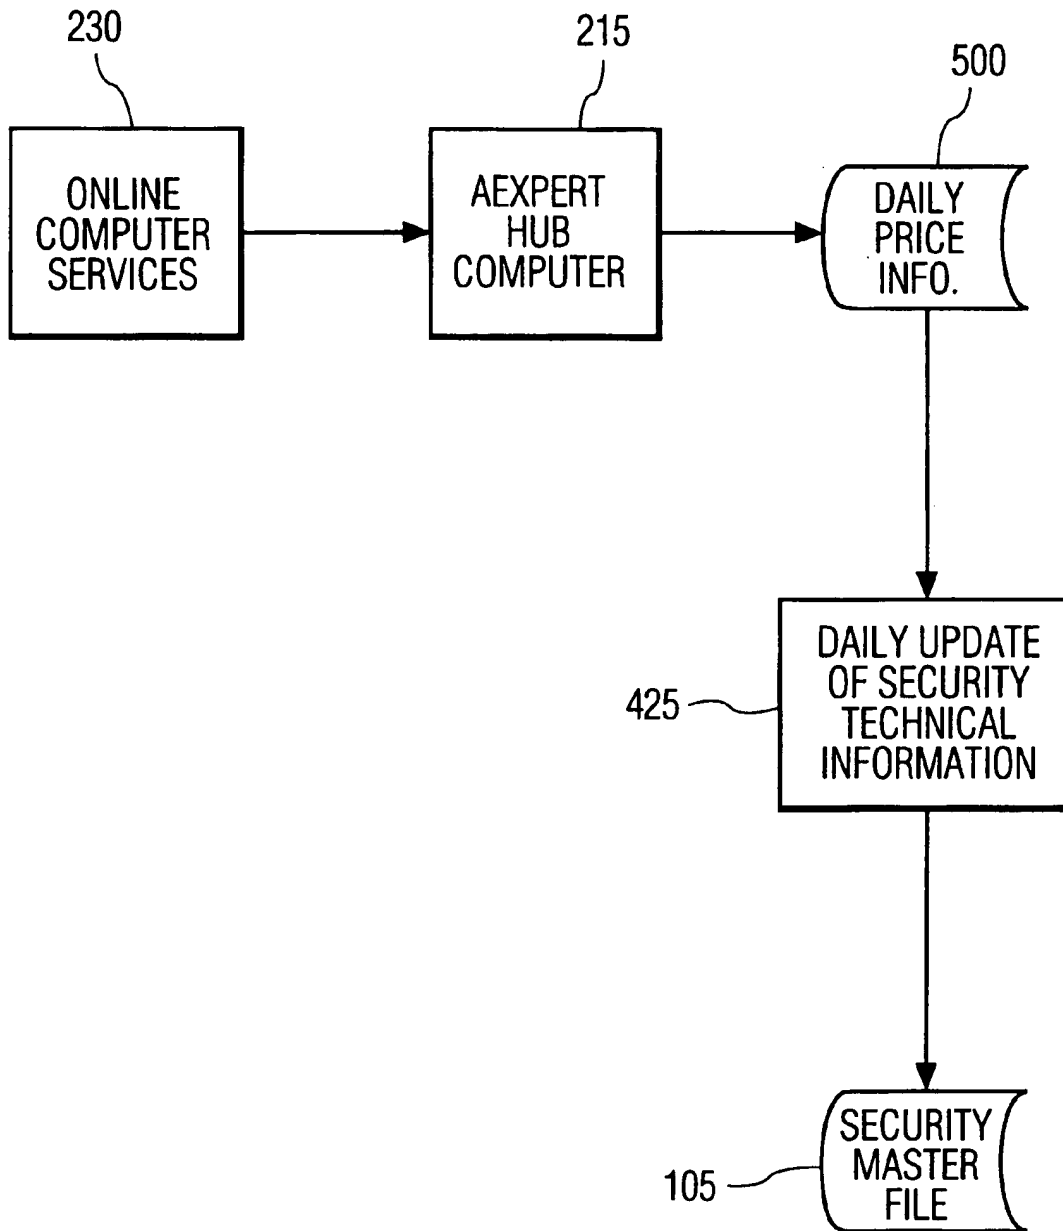 230
215
500
ONLINE
COMPUTER
SERVICES
AEXPERT
HUB
COMPUTER
DAILY
PRICE
INFO.
425
DAILY UPDATE
OF SECURITY
TECHNICAL
INFORMATION
105
SECURITY
MASTER
FILE